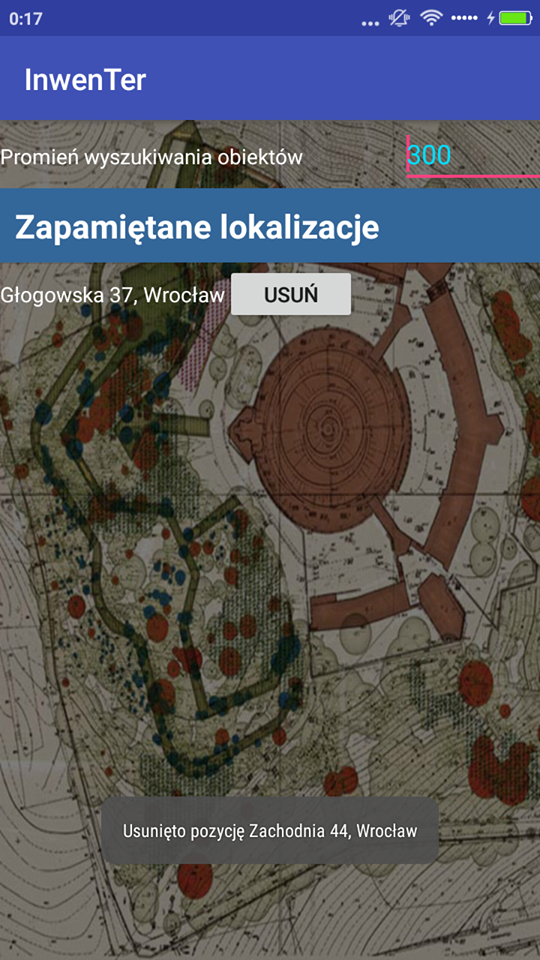 0:17
InwenTer
Promień wyszukiwania obiektów
300
Zapamiętane lokalizacje
Głogowska 37, Wrocław
USUŃ
Usunięto pozycję Zachodnia 44, Wrocław